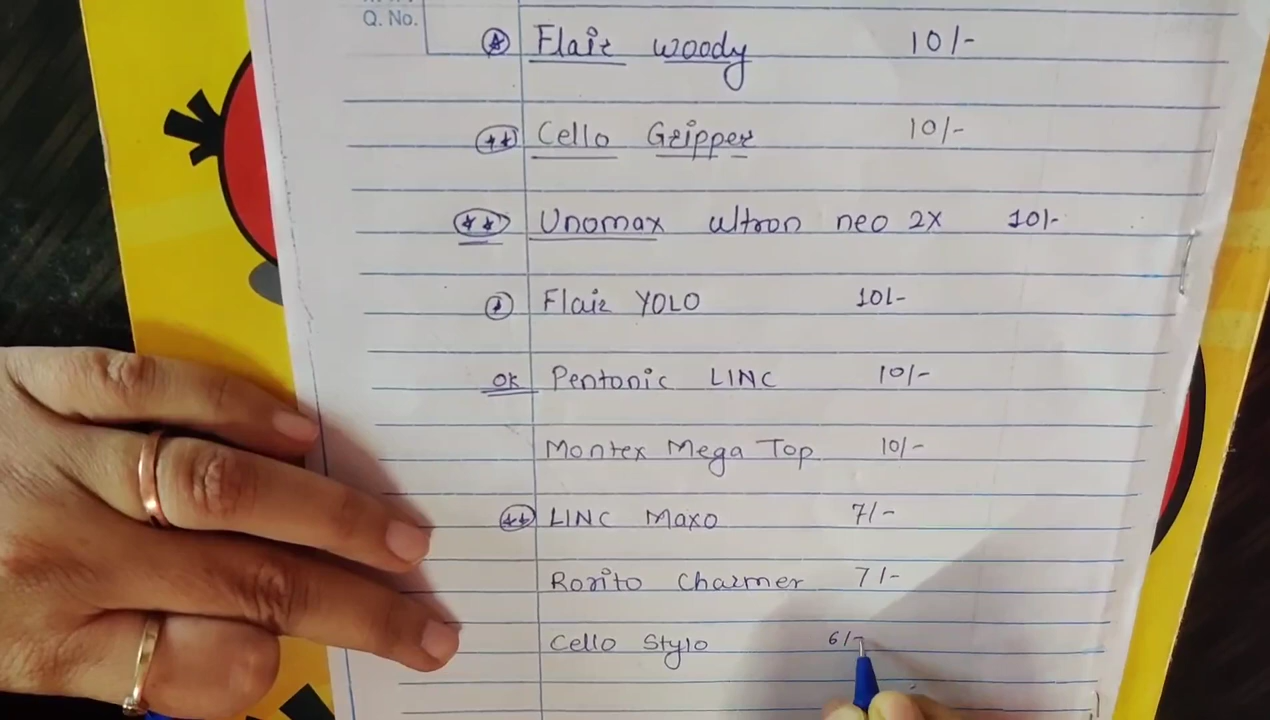 Q. No.
Flair woody 10/-
Cello Gripper 10/-
Unomax ultron neo 2X 10/-
Flair YOLO 10/-
OK Pentonic LINC 10/-
Montex Mega Top 10/-
LINC Maxo 7/-
Rorito Charmer 7/-
Cello Stylo 6/-